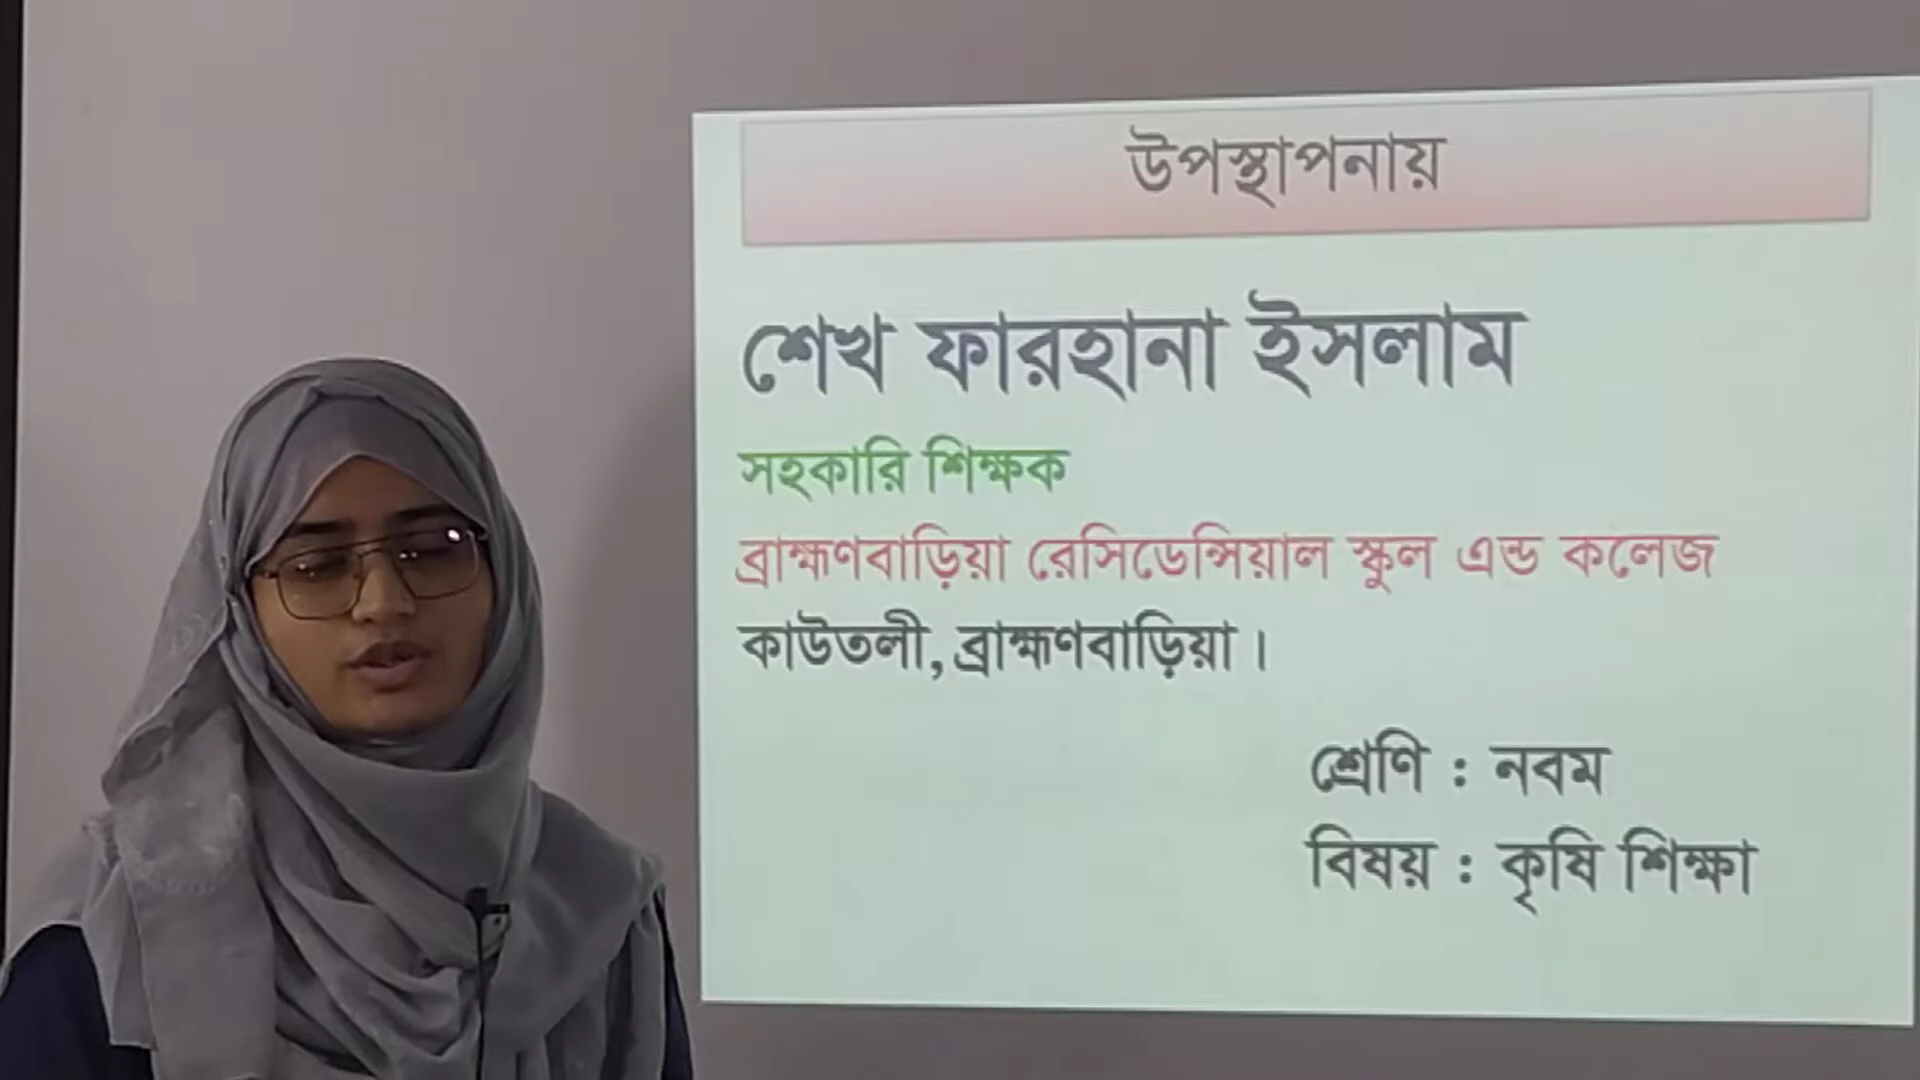 উপস্থাপনায়
শেখ ফারহানা ইসলাম
সহকারি শিক্ষক
ব্রাহ্মণবাড়িয়া রেসিডেন্সিয়াল স্কুল এন্ড কলেজ
কাউতলী, ব্রাহ্মণবাড়িয়া।
শ্রেণি : নবম
বিষয় : কৃষি শিক্ষা